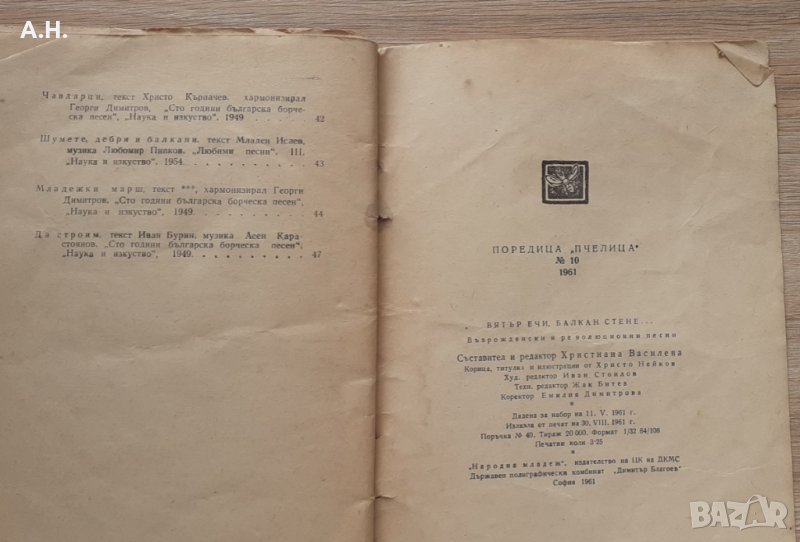 А.Н.
Чавдарци, текст Христо Кърпачев, хармонизирал
Георги Димитров, „Сто години българска борче-
ска песен", „Наука и изкуство". 1949 . . . . . . 42
Шумете, дебри и балкани, текст Младен Исаев,
музика Любомир Пипков. „Любими песни". III.
„Наука и изкуство". 1954. . . . . . . . . . . . 43
Младежки марш, текст ***, хармонизирал Георги
Димитров, „Сто години българска борческа песен",
„Наука и изкуство", 1949. . . . . . . . . . . . 44
Да строим, текст Иван Бурин, музика Асен Кара-
стоянов, „Сто години българска борческа песен",
„Наука и изкуство", 1949. . . . . . . . . . . . 47
ПОРЕДИЦА „ПЧЕЛИЦА"
№ 10
1961
ВЯТЪР ЕЧИ, БАЛКАН СТЕНЕ...
Възрожденски и революционни песни
Съставител и редактор Христиана Василева
Корица, титулка и илюстрации от Христо Нейков
Худ. редактор Иван Стоилов
Техн. редактор Жак Битев
Коректор Емилия Димитрова
*
Дадена за набор на 11. V. 1961 г.
Излязла от печат на 30. VIII. 1961 г.
Поръчка № 40. Тираж 20 000. Формат 1/32 84/108
Печатни коли 3·25
*
„Народна младеж", издателство на ЦК на ДКМС
Държавен полиграфически комбинат „Димитър Благоев"
София 1961
BAZAR